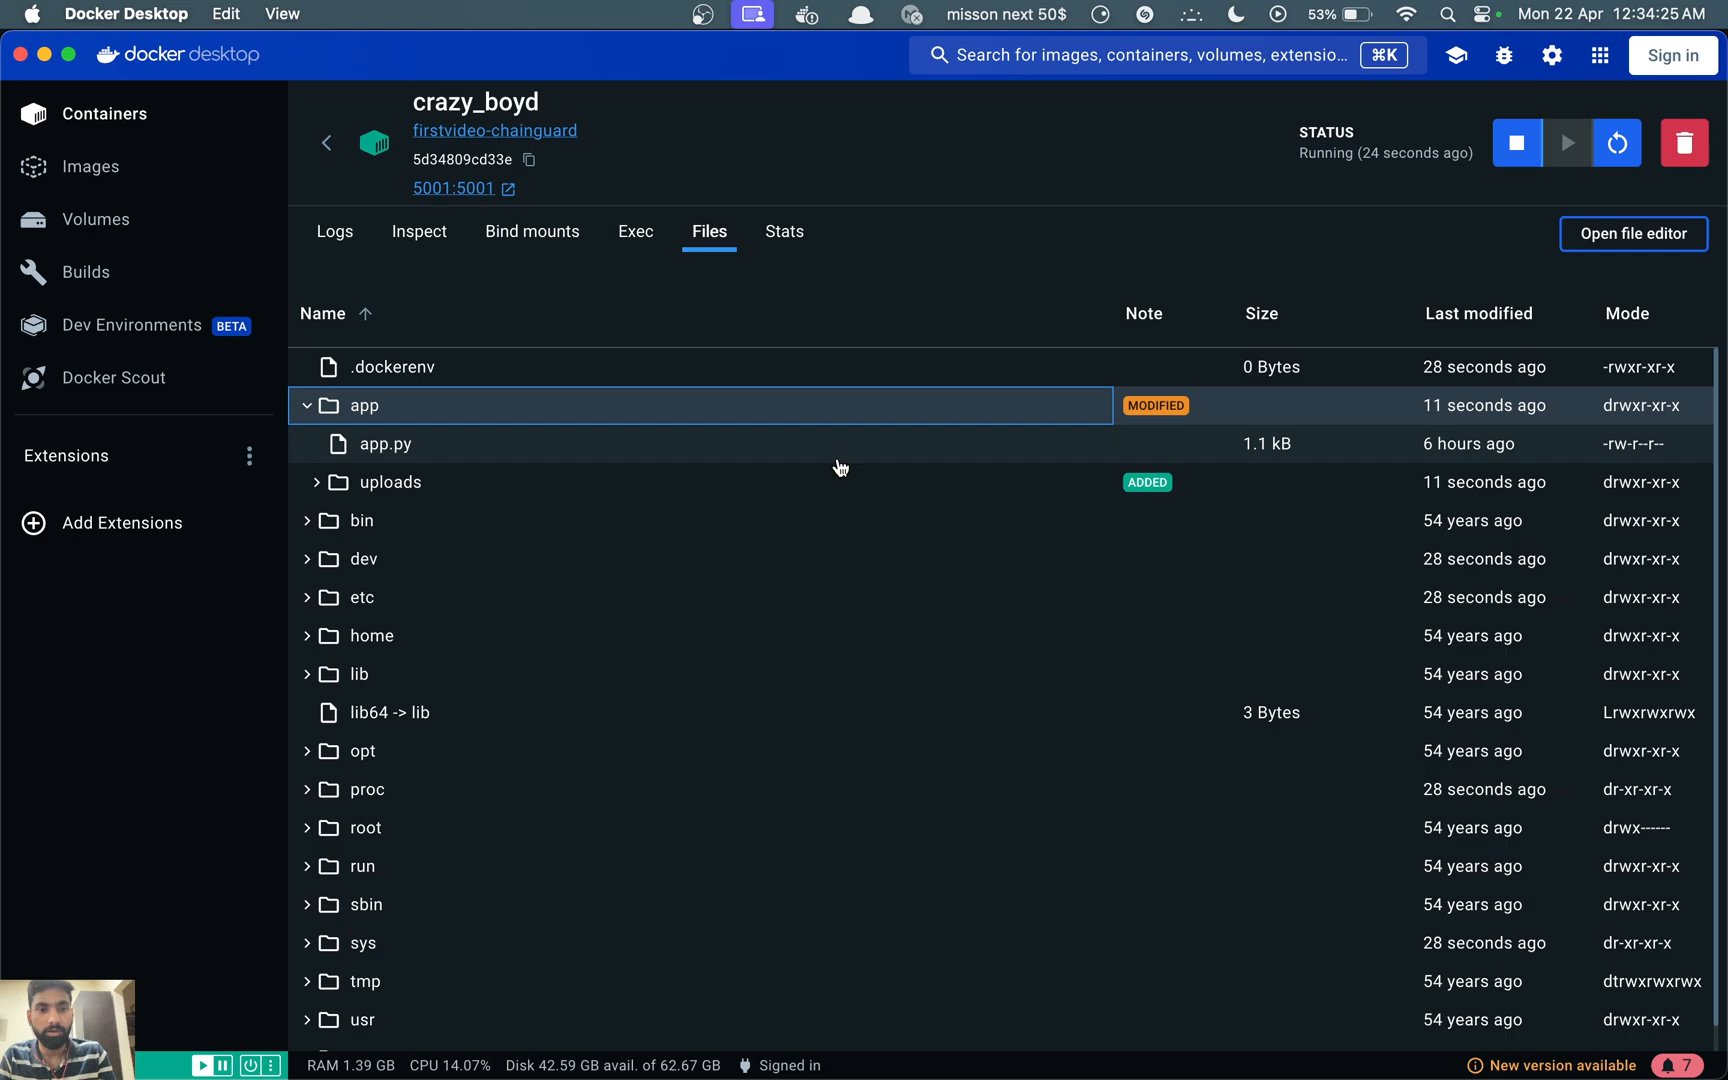 Docker Desktop Edit View misson next 50$ 53% Mon 22 Apr 12:34:25 AM
docker desktop Search for images, containers, volumes, extensio... ⌘K Sign in
Containers
Images
Volumes
Builds
Dev Environments BETA
Docker Scout
Extensions
Add Extensions
crazy_boyd
firstvideo-chainguard
5d34809cd33e
5001:5001
STATUS
Running (24 seconds ago)
Logs Inspect Bind mounts Exec Files Stats Open file editor
Name ↑ Note Size Last modified Mode
.dockerenv 0 Bytes 28 seconds ago -rwxr-xr-x
app MODIFIED 11 seconds ago drwxr-xr-x
app.py 1.1 kB 6 hours ago -rw-r--r--
uploads ADDED 11 seconds ago drwxr-xr-x
bin 54 years ago drwxr-xr-x
dev 28 seconds ago drwxr-xr-x
etc 28 seconds ago drwxr-xr-x
home 54 years ago drwxr-xr-x
lib 54 years ago drwxr-xr-x
lib64 -> lib 3 Bytes 54 years ago Lrwxrwxrwx
opt 54 years ago drwxr-xr-x
proc 28 seconds ago dr-xr-xr-x
root 54 years ago drwx------
run 54 years ago drwxr-xr-x
sbin 54 years ago drwxr-xr-x
sys 28 seconds ago dr-xr-xr-x
tmp 54 years ago dtrwxrwxrwx
usr 54 years ago drwxr-xr-x
RAM 1.39 GB CPU 14.07% Disk 42.59 GB avail. of 62.67 GB Signed in New version available 7